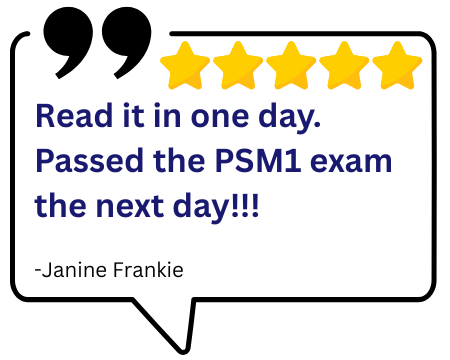 Read it in one day.
Passed the PSM1 exam
the next day!!!
-Janine Frankie